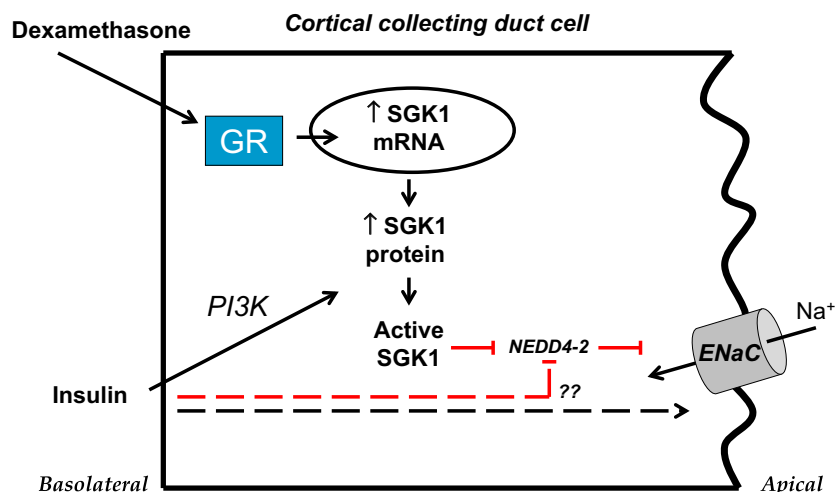 Cortical collecting duct cell
Dexamethasone
GR
↑ SGK1
mRNA
↑ SGK1
protein
PI3K
Active
SGK1
NEDD4-2
ENaC
Na⁺
Insulin
??
Basolateral
Apical